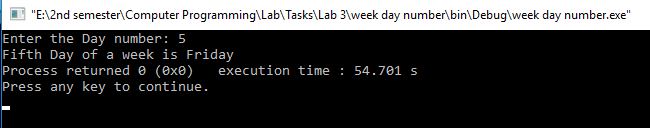 "E:\2nd semester\Computer Programming\Lab\Tasks\Lab 3\week day number\bin\Debug\week day number.exe"
Enter the Day number: 5
Fifth Day of a week is Friday
Process returned 0 (0x0)   execution time : 54.701 s
Press any key to continue.